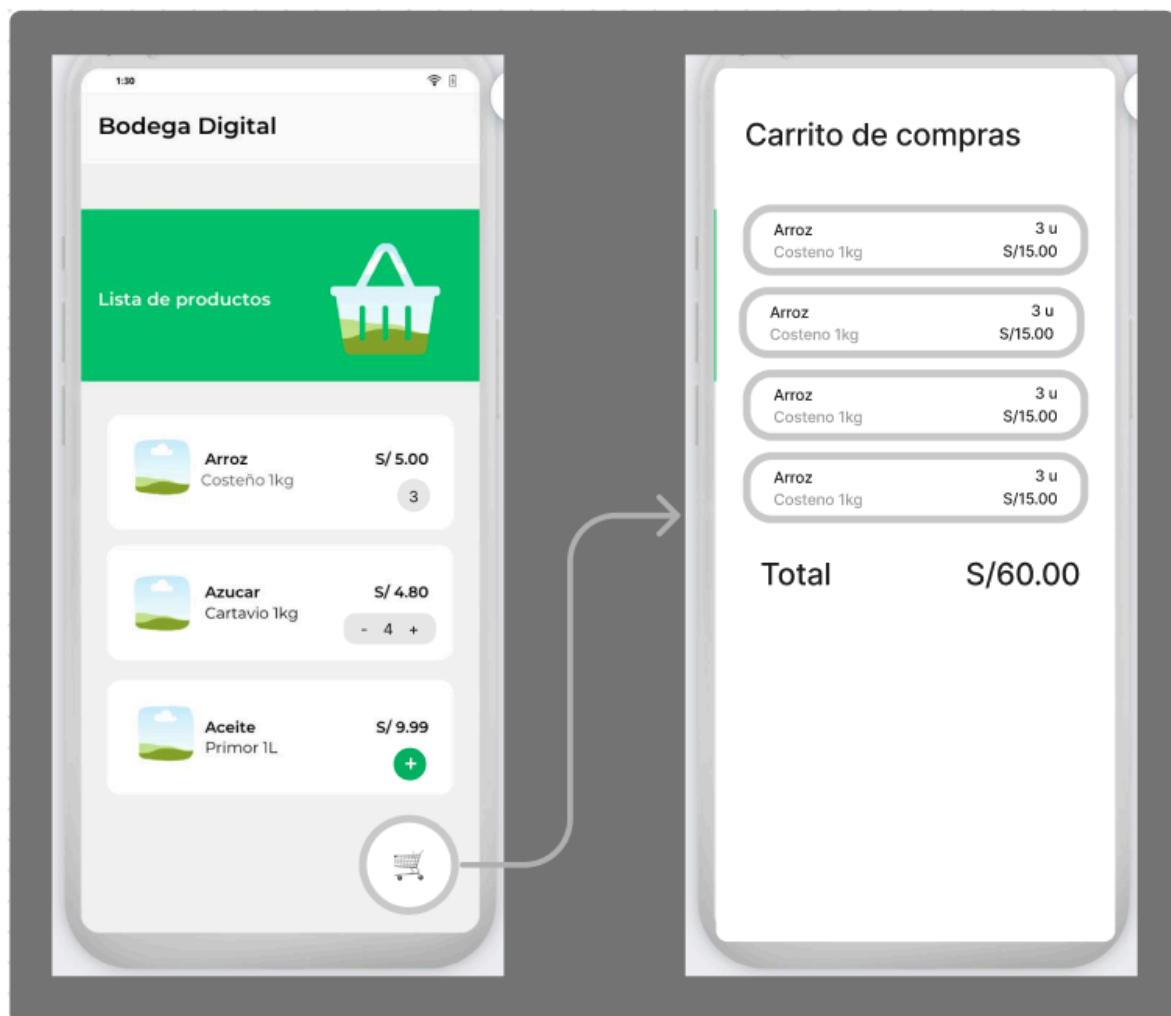 1:30
Bodega Digital
Lista de productos
Arroz S/ 5.00
Costeño 1kg
3
Azucar S/ 4.80
Cartavio 1kg
- 4 +
Aceite S/ 9.99
Primor 1L
+
Carrito de compras
Arroz 3 u
Costeno 1kg S/15.00
Arroz 3 u
Costeno 1kg S/15.00
Arroz 3 u
Costeno 1kg S/15.00
Arroz 3 u
Costeno 1kg S/15.00
Total S/60.00